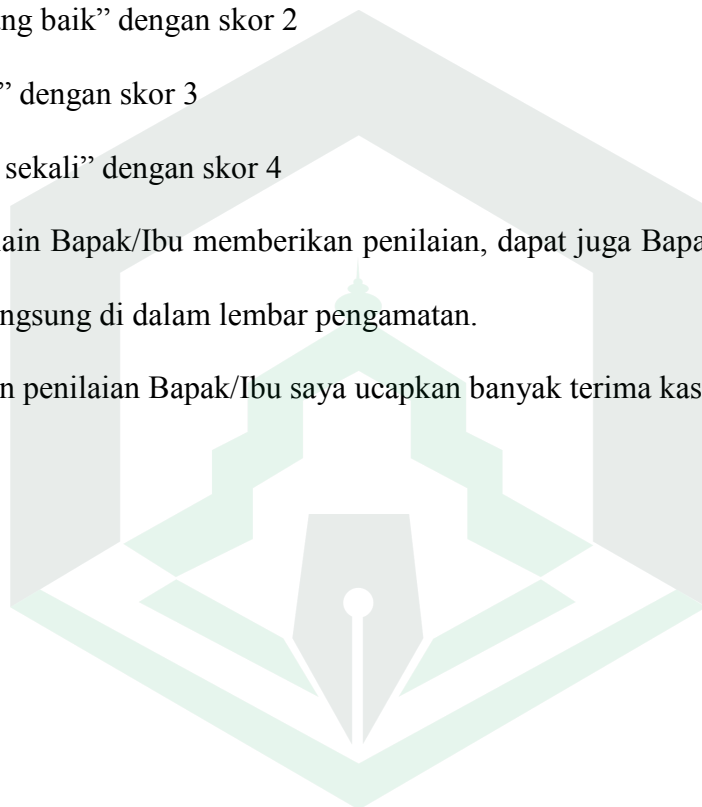 ang baik” dengan skor 2
” dengan skor 3
sekali” dengan skor 4
ain Bapak/Ibu memberikan penilaian, dapat juga Bapa
ngsung di dalam lembar pengamatan.
n penilaian Bapak/Ibu saya ucapkan banyak terima kas